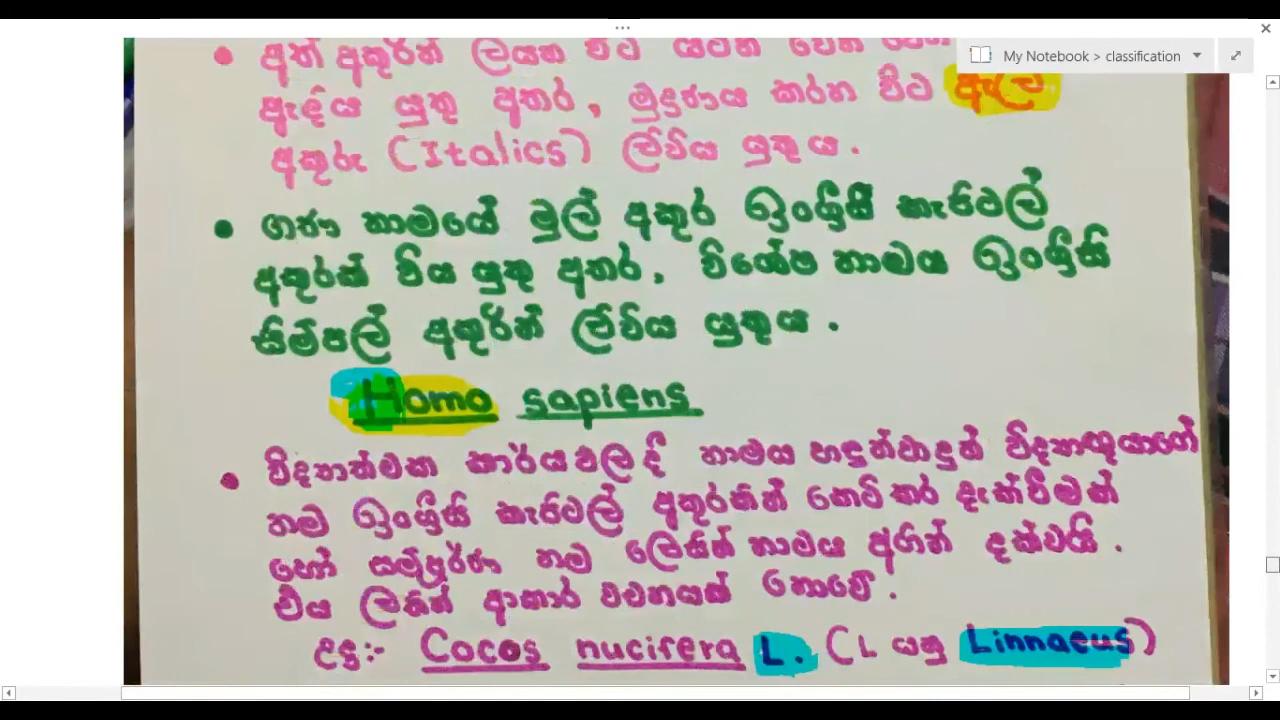 My Notebook > classification
• අත් අකුරින් ලියන විට යටින් වෙන වෙන
ඇඳිය යුතු අතර, මුද්‍රණය කරන විට ඇල
අකුරු (Italics) ලිවිය යුතුය.
• ගණ නාමයේ මුල් අකුර ඉංග්‍රීසි කැපිටල්
අකුරක් විය යුතු අතර, විශේෂ නාමය ඉංග්‍රීසි
සිම්පල් අකුරින් ලිවිය යුතුය.
Homo sapiens
• විද්‍යාත්මක කාර්යවලදී නාමය හඳුන්වාදුන් විද්‍යාඥයාගේ
නම ඉංග්‍රීසි කැපිටල් අකුරකින් කෙටි කර දැක්වීමක්
හෝ සම්පූර්ණ නම ලෙසින් නාමය අගින් දක්වයි.
එය ලතින් ආකාර වචනයක් නොවේ.
උදා:- Cocos nucifera L. (L යනු Linnaeus)